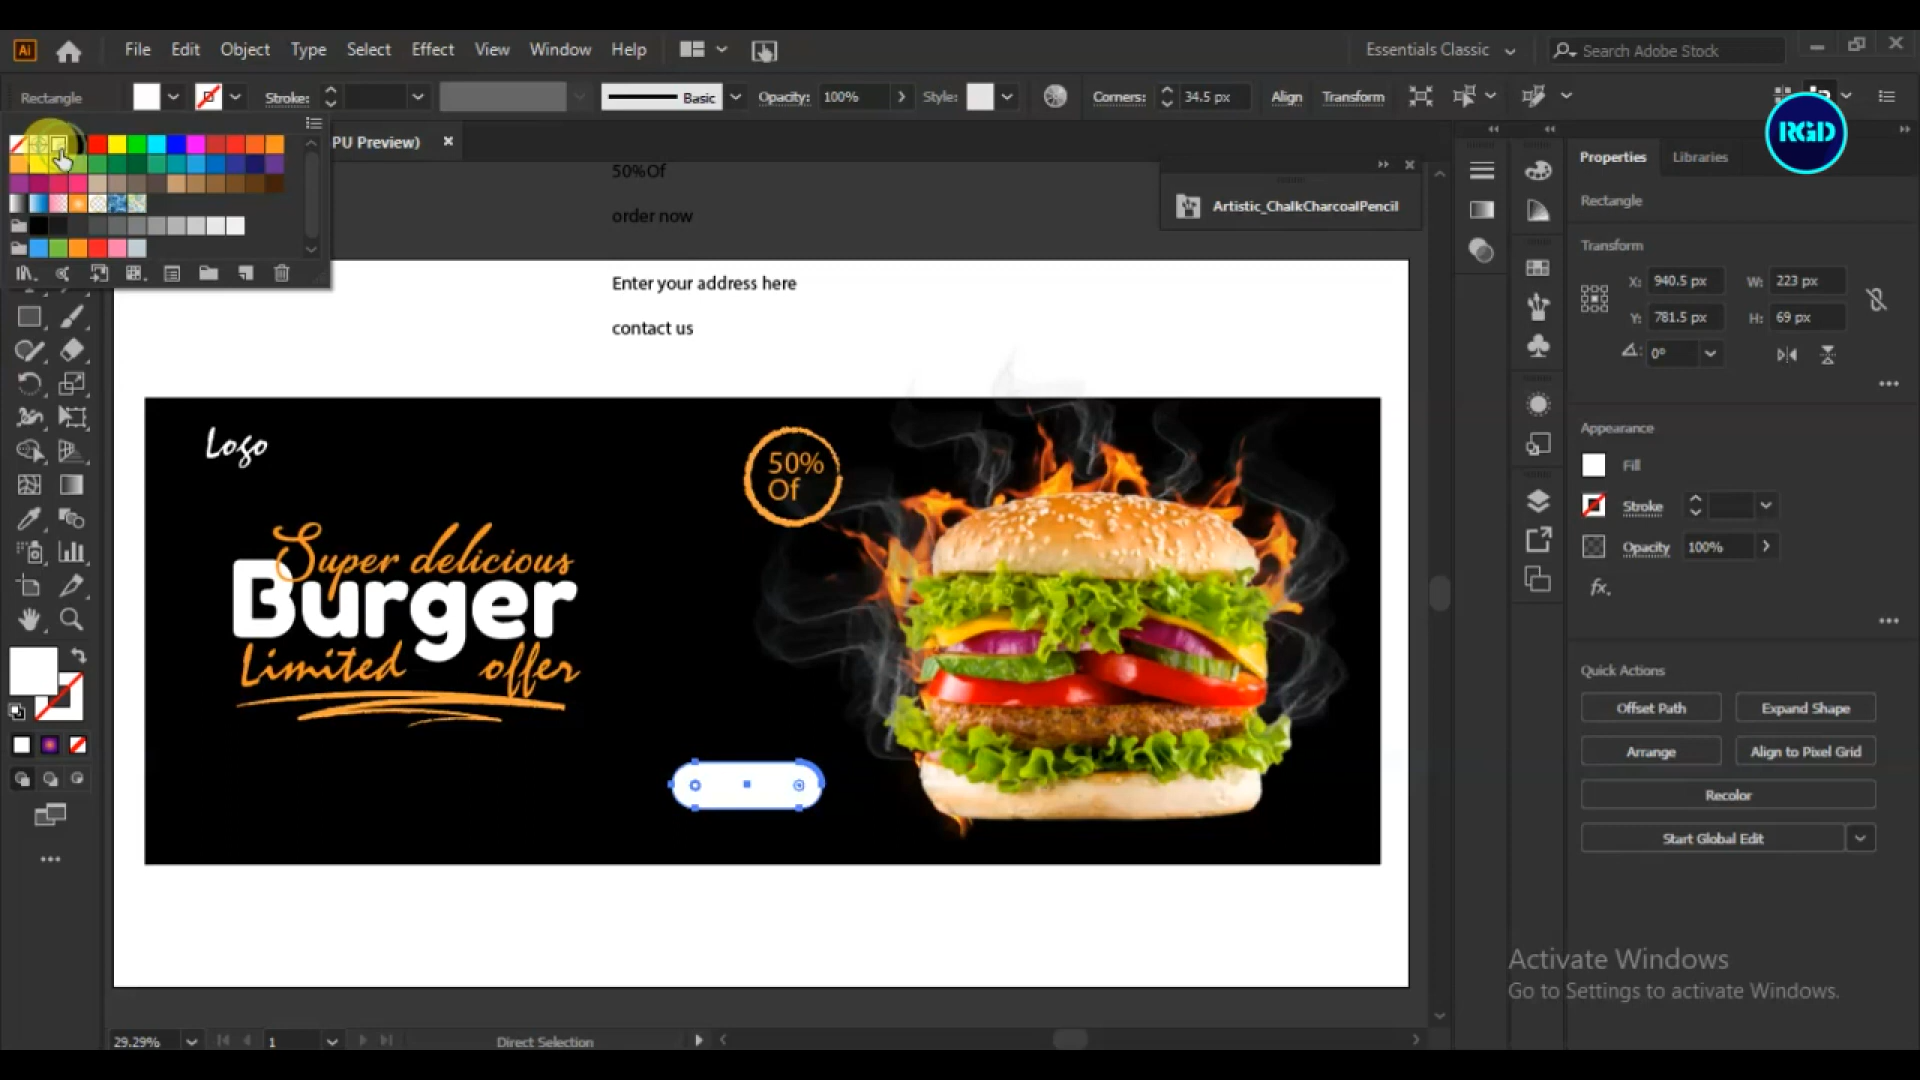 Ai File Edit Object Type Select Effect View Window Help Essentials Classic Search Adobe Stock
Rectangle Stroke: Basic Opacity: 100% Style: Corners: 34.5 px Align Transform
RGD
PU Preview) ×
Properties Libraries
50%Of
order now
Artistic_ChalkCharcoalPencil
Rectangle
Transform
Enter your address here
contact us
X: 940.5 px W: 223 px
Y: 781.5 px H: 69 px
0°
Logo
50%
Of
Super delicious
Burger
Limited offer
Appearance
Fill
Stroke
Opacity 100%
fx.
Quick Actions
Offset Path Expand Shape
Arrange Align to Pixel Grid
Recolor
Start Global Edit
Activate Windows
Go to Settings to activate Windows.
29.29% 1 Direct Selection